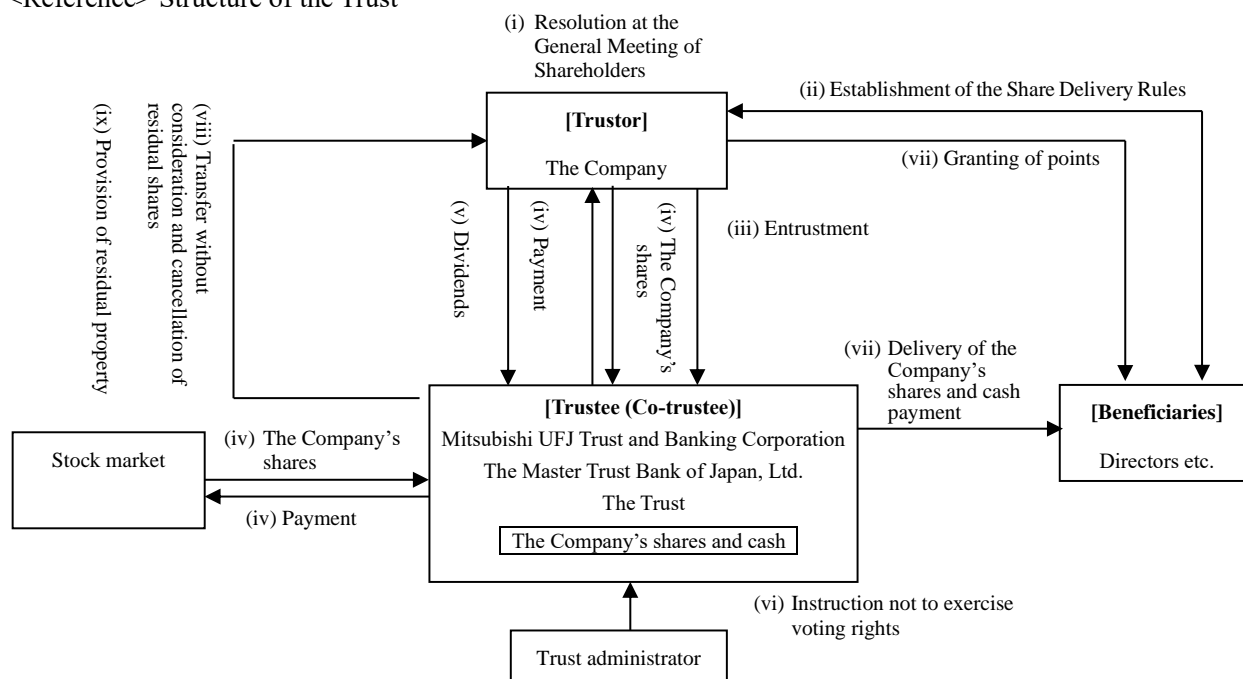 <Reference> Structure of the Trust
(i) Resolution at the
General Meeting of
Shareholders
(ii) Establishment of the Share Delivery Rules
[Trustor]
The Company
(vii) Granting of points
(viii) Transfer without
consideration and cancellation of
residual shares
(ix) Provision of residual property
(v) Dividends
(iv) Payment
(iv) The Company's
shares
(iii) Entrustment
(vii) Delivery of the
Company's
shares and cash
payment
[Trustee (Co-trustee)]
Mitsubishi UFJ Trust and Banking Corporation
The Master Trust Bank of Japan, Ltd.
The Trust
The Company's shares and cash
[Beneficiaries]
Directors etc.
Stock market
(iv) The Company's
shares
(iv) Payment
(vi) Instruction not to exercise
voting rights
Trust administrator